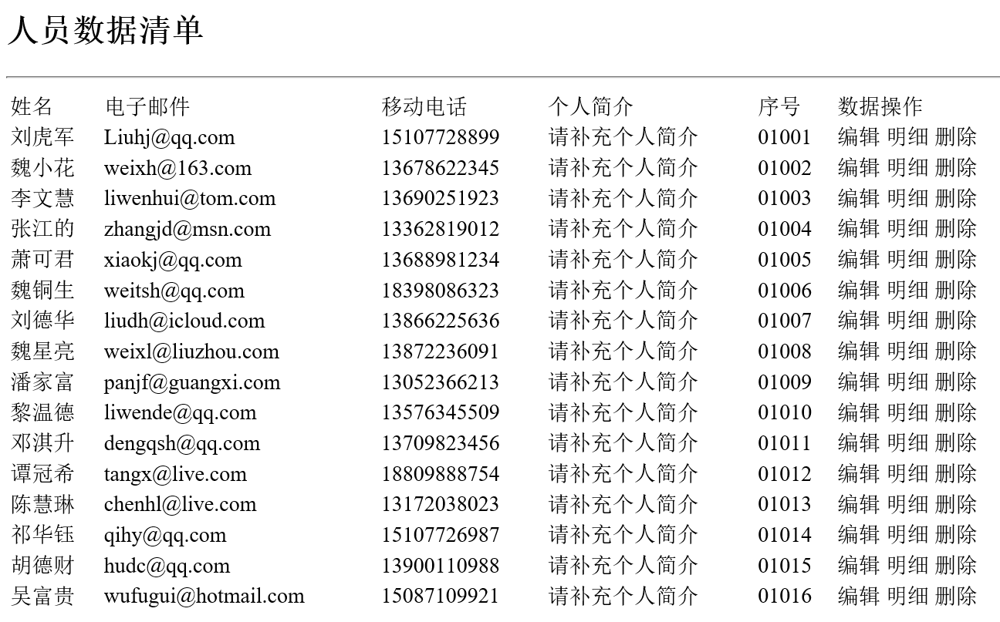 人员数据清单
姓名 电子邮件 移动电话 个人简介 序号 数据操作
刘虎军 Liuhj@qq.com 15107728899 请补充个人简介 01001 编辑 明细 删除
魏小花 weixh@163.com 13678622345 请补充个人简介 01002 编辑 明细 删除
李文慧 liwenhui@tom.com 13690251923 请补充个人简介 01003 编辑 明细 删除
张江的 zhangjd@msn.com 13362819012 请补充个人简介 01004 编辑 明细 删除
萧可君 xiaokj@qq.com 13688981234 请补充个人简介 01005 编辑 明细 删除
魏铜生 weitsh@qq.com 18398086323 请补充个人简介 01006 编辑 明细 删除
刘德华 liudh@icloud.com 13866225636 请补充个人简介 01007 编辑 明细 删除
魏星亮 weixl@liuzhou.com 13872236091 请补充个人简介 01008 编辑 明细 删除
潘家富 panjf@guangxi.com 13052366213 请补充个人简介 01009 编辑 明细 删除
黎温德 liwende@qq.com 13576345509 请补充个人简介 01010 编辑 明细 删除
邓淇升 dengqsh@qq.com 13709823456 请补充个人简介 01011 编辑 明细 删除
谭冠希 tangx@live.com 18809888754 请补充个人简介 01012 编辑 明细 删除
陈慧琳 chenhl@live.com 13172038023 请补充个人简介 01013 编辑 明细 删除
祁华钰 qihy@qq.com 15107726987 请补充个人简介 01014 编辑 明细 删除
胡德财 hudc@qq.com 13900110988 请补充个人简介 01015 编辑 明细 删除
吴富贵 wufugui@hotmail.com 15087109921 请补充个人简介 01016 编辑 明细 删除